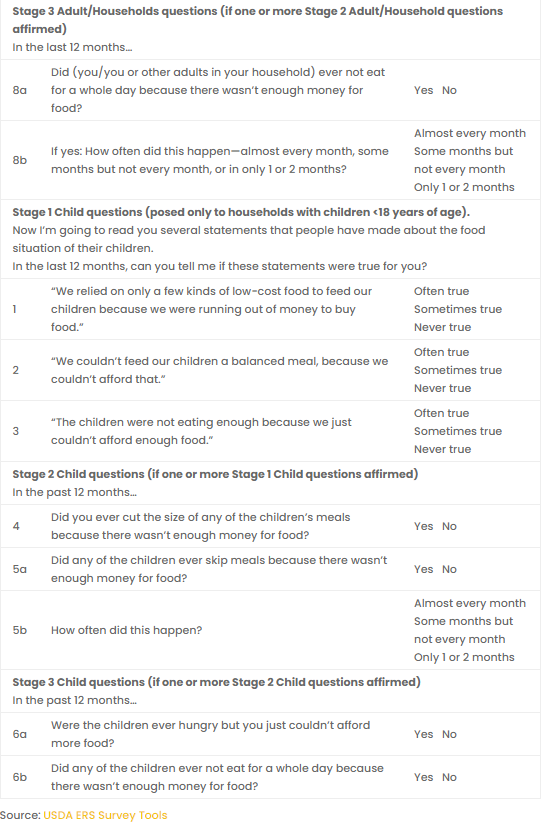 Stage 3 Adult/Households questions (if one or more Stage 2 Adult/Household questions
affirmed)
In the last 12 months…
8a
Did (you/you or other adults in your household) ever not eat
for a whole day because there wasn’t enough money for
food?
Yes No
8b
If yes: How often did this happen—almost every month, some
months but not every month, or in only 1 or 2 months?
Almost every month
Some months but
not every month
Only 1 or 2 months
Stage 1 Child questions (posed only to households with children <18 years of age).
Now I’m going to read you several statements that people have made about the food
situation of their children.
In the last 12 months, can you tell me if these statements were true for you?
1
“We relied on only a few kinds of low-cost food to feed our
children because we were running out of money to buy
food.”
Often true
Sometimes true
Never true
2
“We couldn’t feed our children a balanced meal, because we
couldn’t afford that.”
Often true
Sometimes true
Never true
3
“The children were not eating enough because we just
couldn’t afford enough food.”
Often true
Sometimes true
Never true
Stage 2 Child questions (if one or more Stage 1 Child questions affirmed)
In the past 12 months…
4
Did you ever cut the size of any of the children’s meals
because there wasn’t enough money for food?
Yes No
5a
Did any of the children ever skip meals because there wasn’t
enough money for food?
Yes No
5b
How often did this happen?
Almost every month
Some months but
not every month
Only 1 or 2 months
Stage 3 Child questions (if one or more Stage 2 Child questions affirmed)
In the past 12 months…
6a
Were the children ever hungry but you just couldn’t afford
more food?
Yes No
6b
Did any of the children ever not eat for a whole day because
there wasn’t enough money for food?
Yes No
Source: USDA ERS Survey Tools